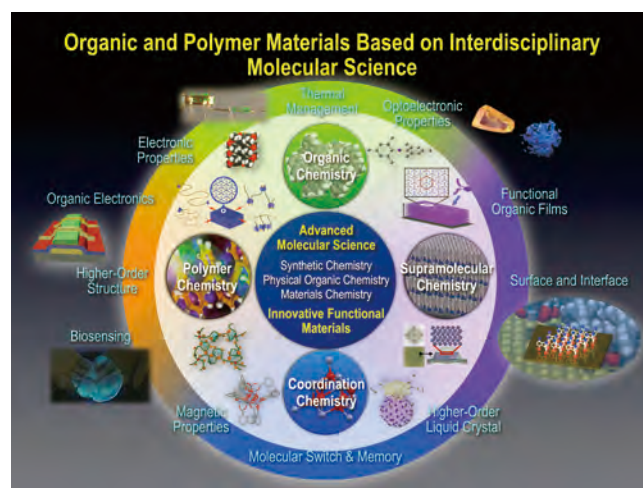 Organic and Polymer Materials Based on Interdisciplinary
Molecular Science
Thermal
Management
Optoelectronic
Properties
Electronic
Properties
Organic
Chemistry
Organic Electronics
Functional
Organic Films
Advanced
Molecular Science
Synthetic Chemistry
Physical Organic Chemistry
Materials Chemistry
Innovative Functional
Materials
Polymer
Chemistry
Supramolecular
Chemistry
Higher-Order
Structure
Surface and Interface
Biosensing
Coordination
Chemistry
Magnetic
Properties
Higher-Order
Liquid Crystal
Molecular Switch & Memory